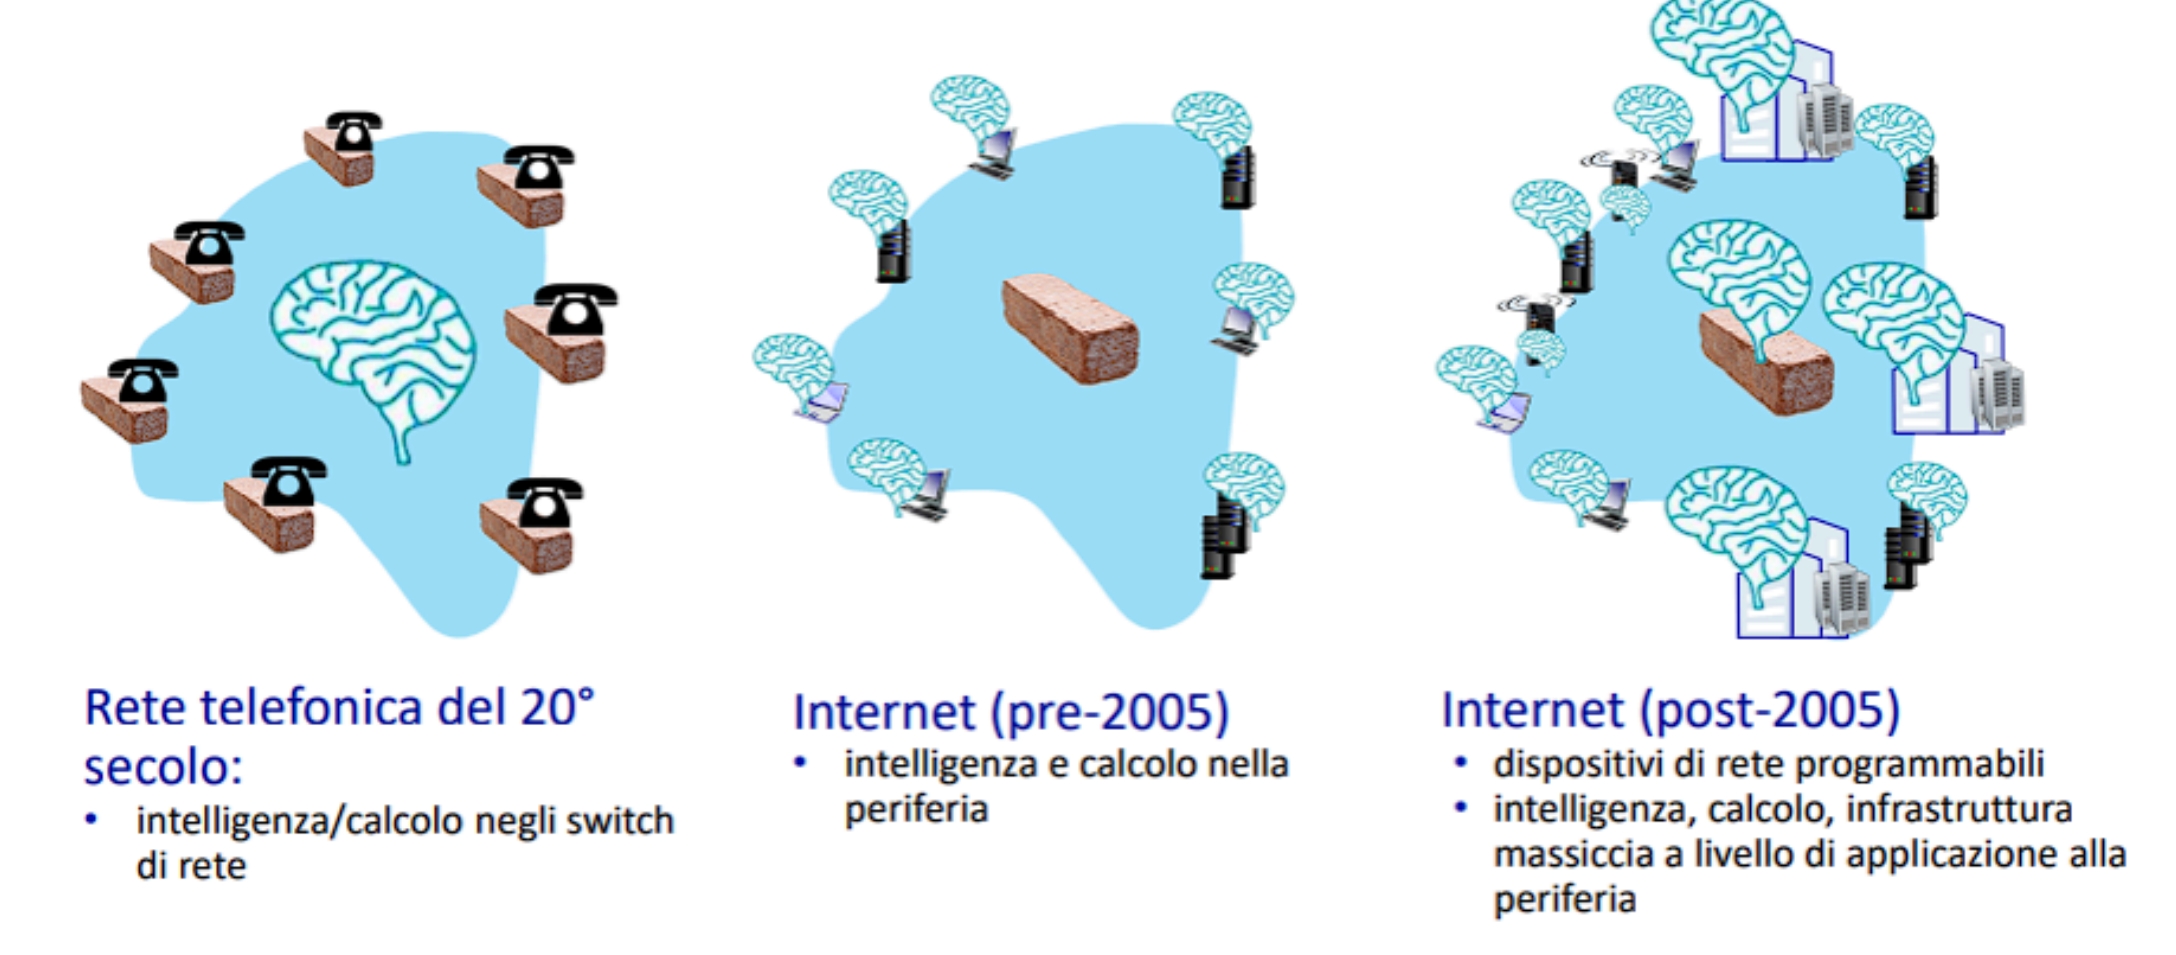 Rete telefonica del 20°
secolo:
• intelligenza/calcolo negli switch
di rete
Internet (pre-2005)
• intelligenza e calcolo nella
periferia
Internet (post-2005)
• dispositivi di rete programmabili
• intelligenza, calcolo, infrastruttura
massiccia a livello di applicazione alla
periferia